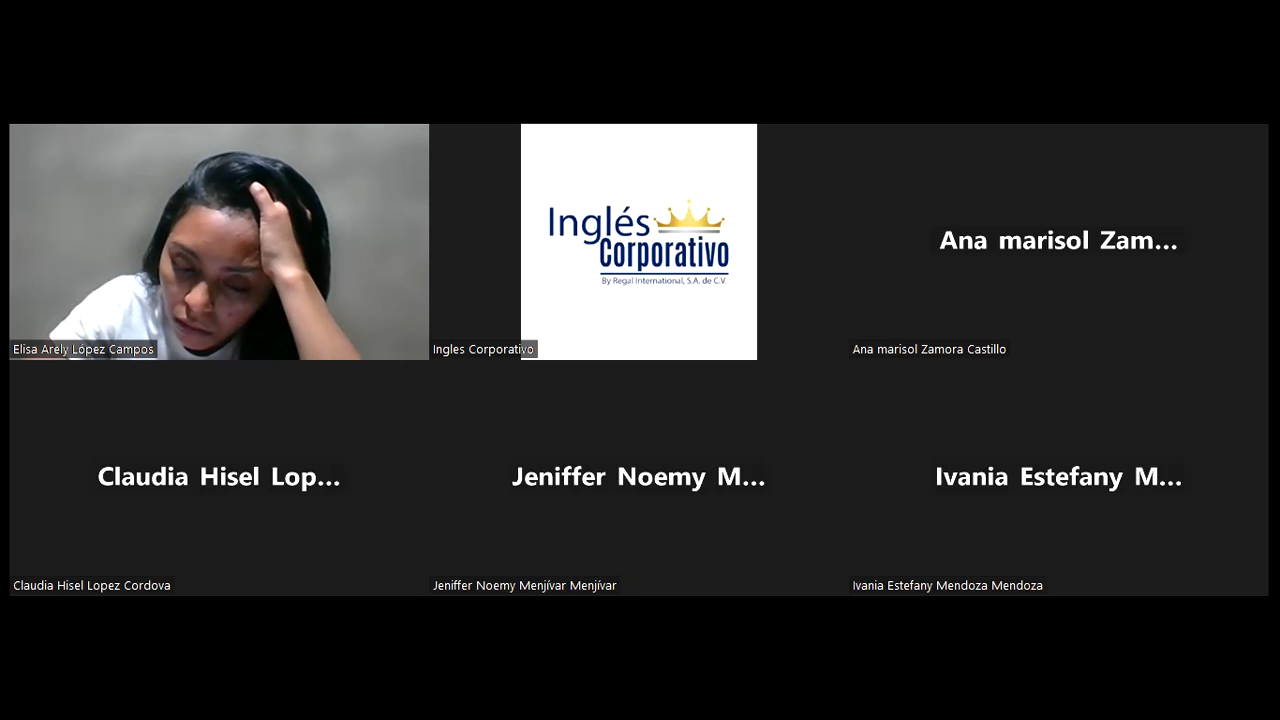 Elisa Arely López Campos
Inglés
Corporativo
By Regal International, S.A. de C.V.
Ingles Corporativo
Ana marisol Zam...
Ana marisol Zamora Castillo
Claudia Hisel Lop...
Claudia Hisel Lopez Cordova
Jeniffer Noemy M...
Jeniffer Noemy Menjívar Menjívar
Ivania Estefany M...
Ivania Estefany Mendoza Mendoza